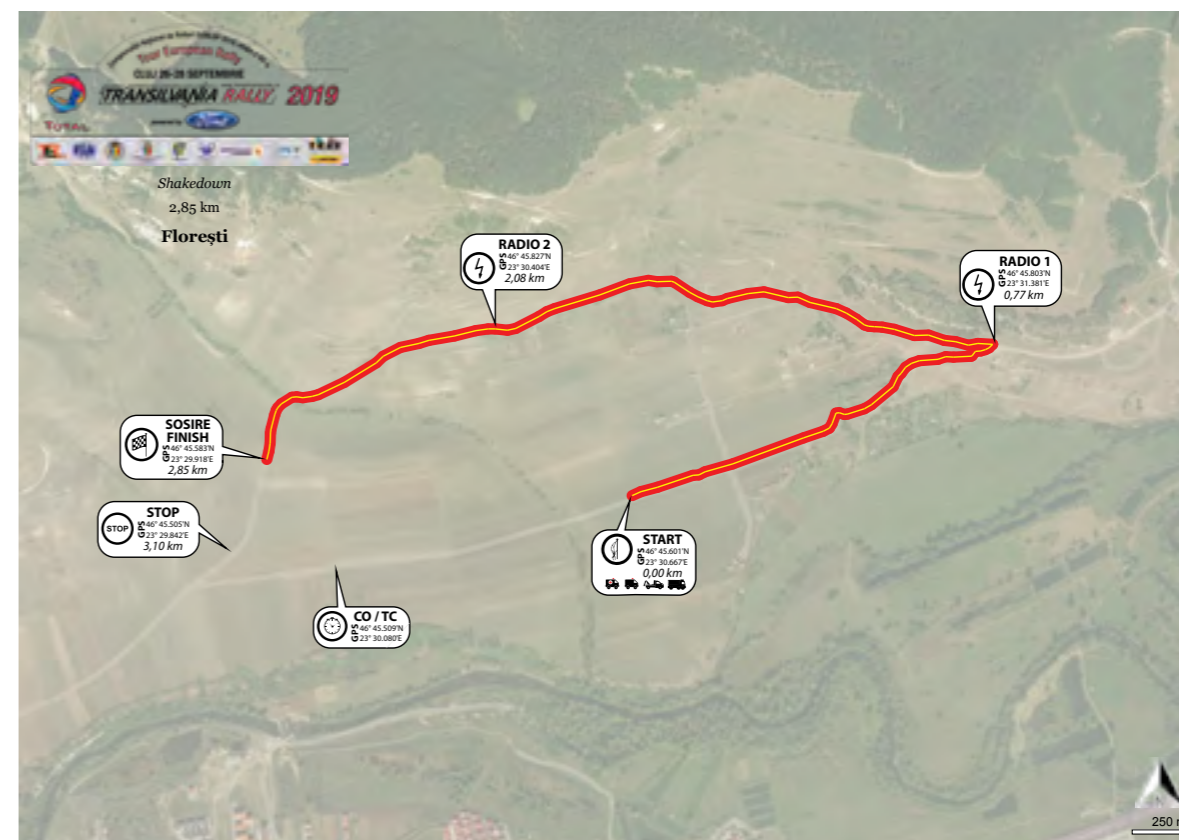 Tour European Rally
CLUJ 26-28 SEPTEMBRIE
TRANSILVANIA RALLY 2019
TOTAL
powered by Ford
FIA
Shakedown
2,85 km
Florești
RADIO 2
GPS
46° 45.827'N
23° 30.404'E
2,08 km
RADIO 1
GPS
46° 45.803'N
23° 31.381'E
0,77 km
SOSIRE
FINISH
GPS
46° 45.583'N
23° 29.918'E
2,85 km
STOP
STOP
GPS
46° 45.505'N
23° 29.842'E
3,10 km
START
GPS
46° 45.601'N
23° 30.667'E
0,00 km
CO / TC
GPS
46° 45.509'N
23° 30.080'E
N
250